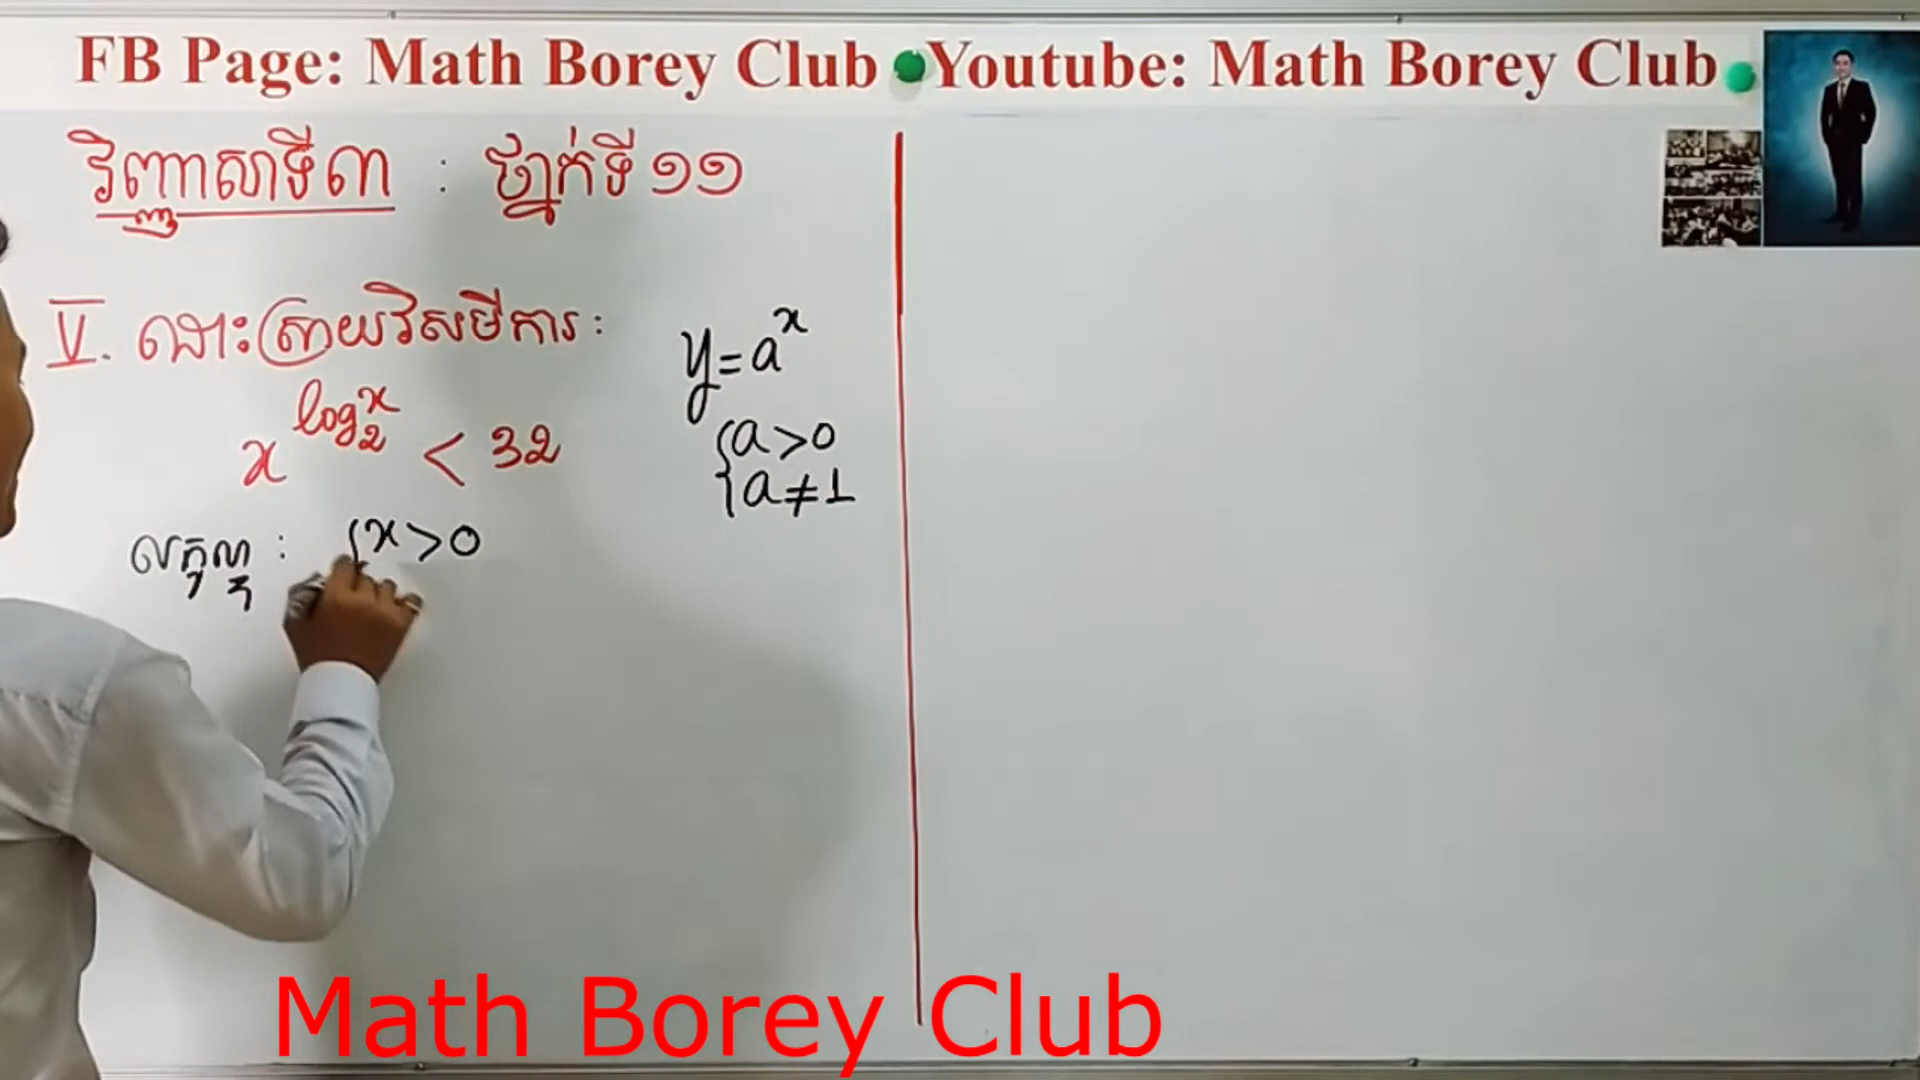 FB Page: Math Borey Club Youtube: Math Borey Club
វិញ្ញាសាទី៣ : ថ្នាក់ទី ១១
V. ដោះស្រាយវិសមីការ :
x^{log_2^x} < 32
y = a^x
{a > 0
{a ≠ 1
លក្ខណ្ឌ : {x > 0
Math Borey Club